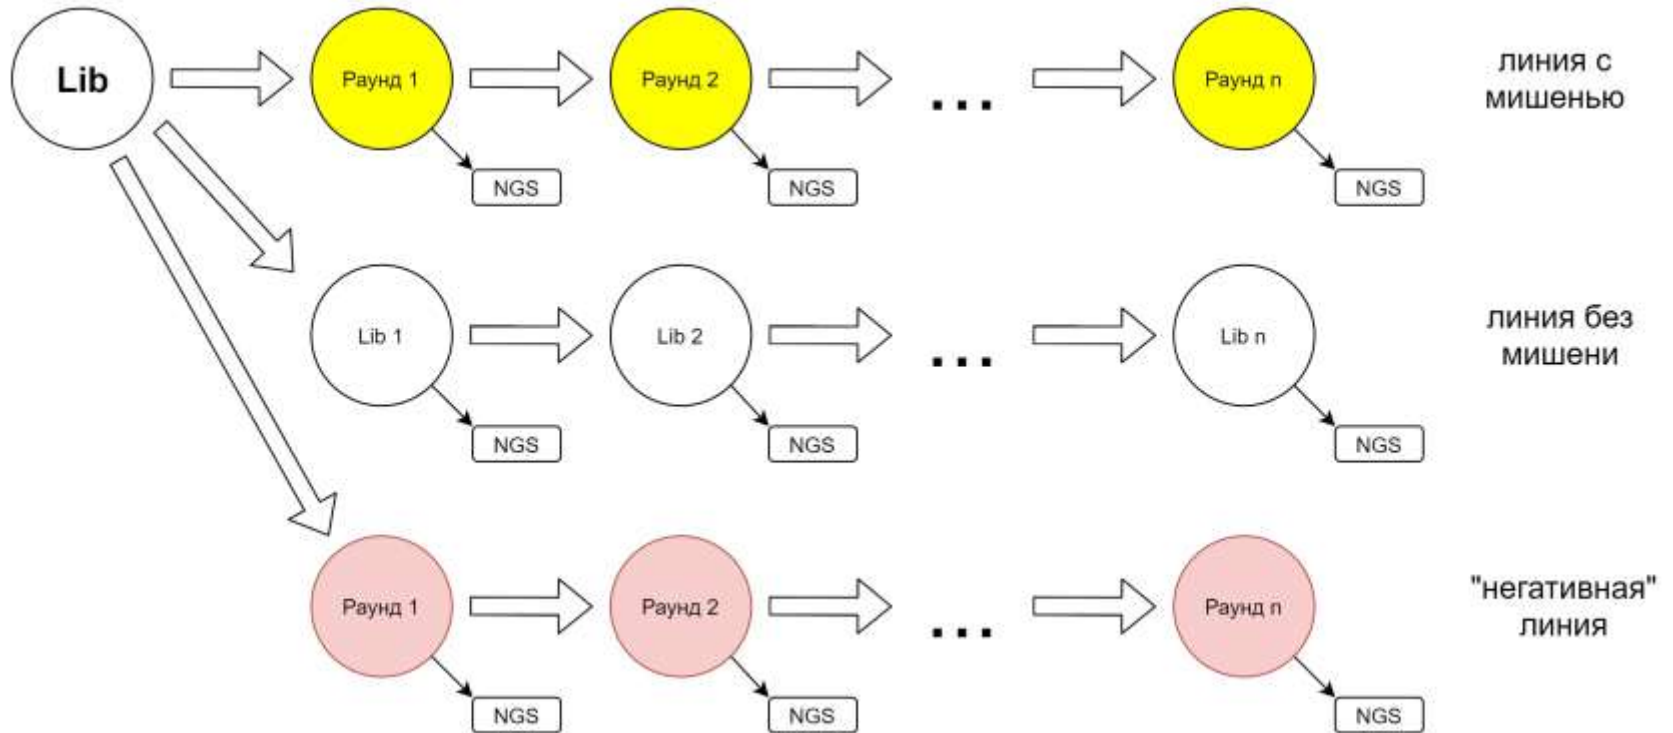 Lib
Раунд 1
Раунд 2
...
Раунд n
линия с
мишенью
NGS
NGS
NGS
Lib 1
Lib 2
...
Lib n
линия без
мишени
NGS
NGS
NGS
Раунд 1
Раунд 2
...
Раунд n
"негативная"
линия
NGS
NGS
NGS